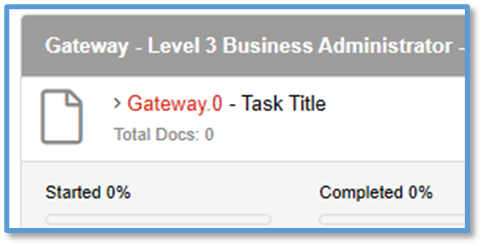 Gateway - Level 3 Business Administrator -
> Gateway.0 - Task Title
Total Docs: 0
Started 0% Completed 0%